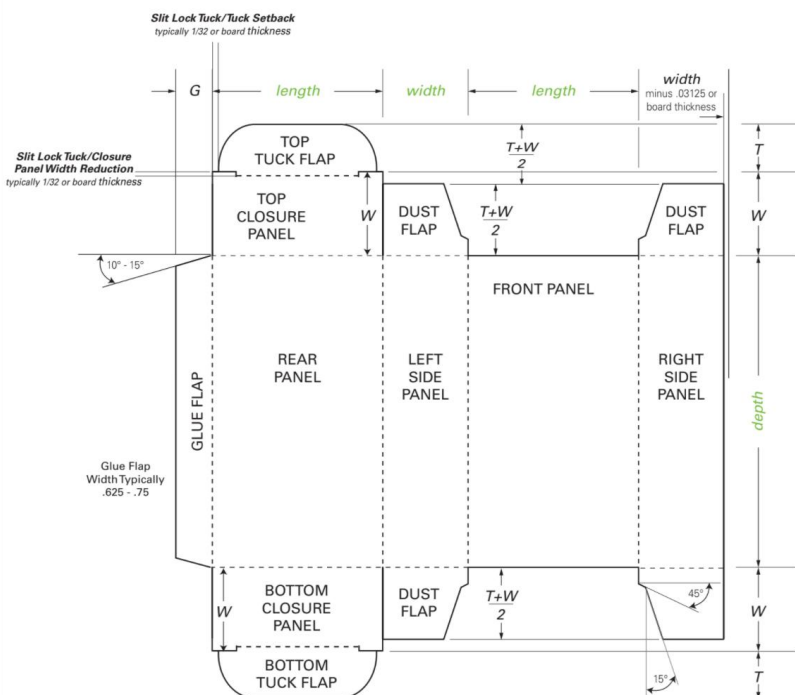 Slit Lock Tuck/Tuck Setback
typically 1/32 or board thickness
G
length
width
length
width
minus .03125 or
board thickness
TOP
TUCK FLAP
T+W
2
T
Slit Lock Tuck/Closure
Panel Width Reduction
typically 1/32 or board thickness
TOP
CLOSURE
PANEL
W
DUST
FLAP
T+W
2
DUST
FLAP
W
10° - 15°
FRONT PANEL
REAR
PANEL
LEFT
SIDE
PANEL
RIGHT
SIDE
PANEL
GLUE FLAP
depth
Glue Flap
Width Typically
.625 - .75
W
BOTTOM
CLOSURE
PANEL
DUST
FLAP
T+W
2
45°
W
BOTTOM
TUCK FLAP
15°
T